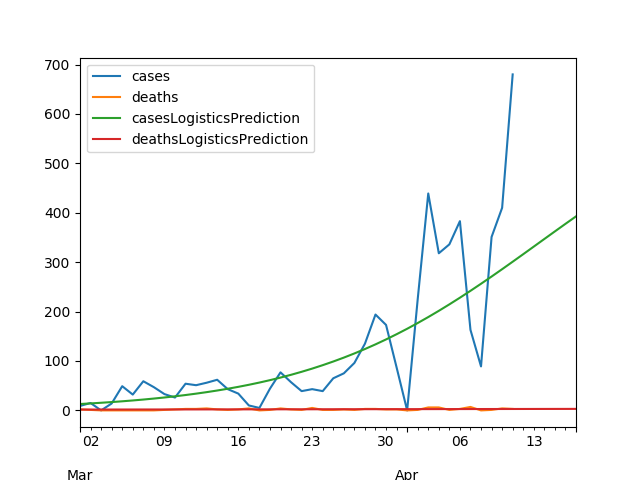 700
600
500
400
300
200
100
0
cases
deaths
casesLogisticsPrediction
deathsLogisticsPrediction
02 09 16 23 30 06 13
Mar Apr